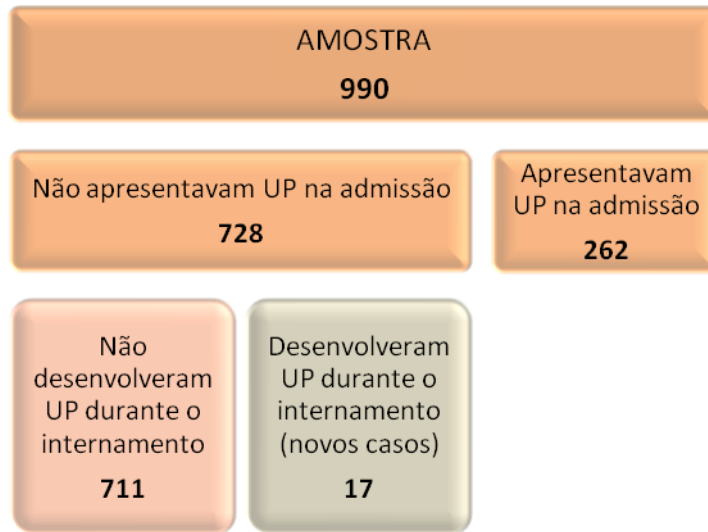 AMOSTRA
990
Não apresentavam UP na admissão
728
Apresentavam
UP na admissão
262
Não
desenvolveram
UP durante o
internamento
711
Desenvolveram
UP durante o
internamento
(novos casos)
17